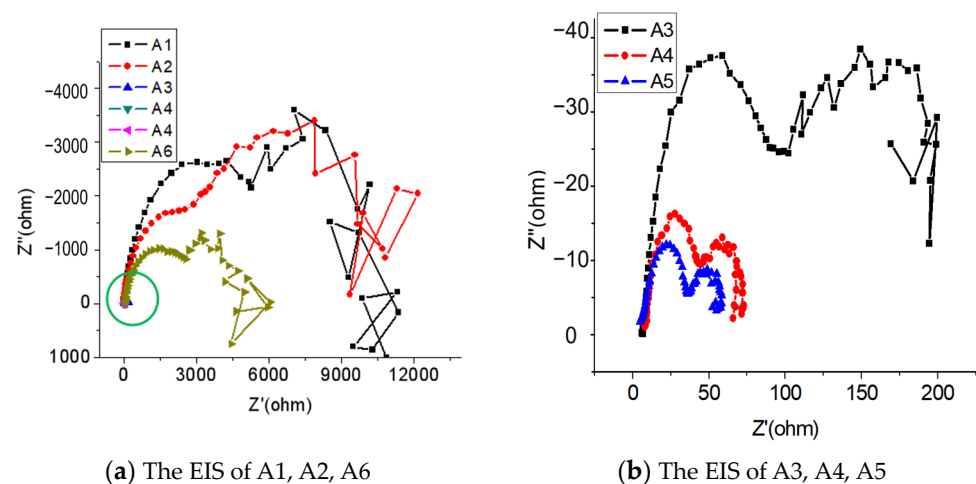 A1
A2
A3
A4
A4
A6
-4000
-3000
-2000
-1000
0
1000
Z"(ohm)
0 3000 6000 9000 12000
Z'(ohm)
(a) The EIS of A1, A2, A6
A3
A4
A5
−40
−30
−20
−10
0
Z"(ohm)
0 50 100 150 200
Z'(ohm)
(b) The EIS of A3, A4, A5